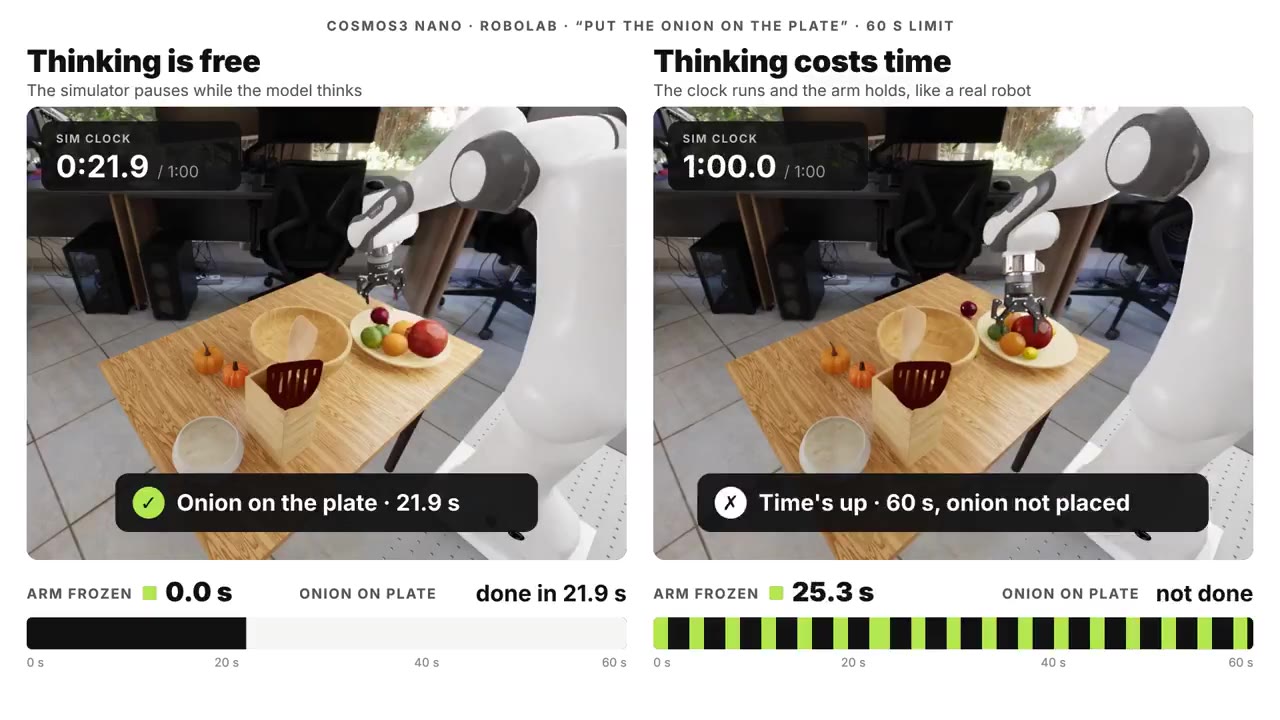 COSMOS3 NANO · ROBOLAB · “PUT THE ONION ON THE PLATE” · 60 S LIMIT
Thinking is free
The simulator pauses while the model thinks
SIM CLOCK
0:21.9 / 1:00
✓ Onion on the plate · 21.9 s
ARM FROZEN 0.0 s ONION ON PLATE done in 21.9 s
0 s 20 s 40 s 60 s
Thinking costs time
The clock runs and the arm holds, like a real robot
SIM CLOCK
1:00.0 / 1:00
✗ Time's up · 60 s, onion not placed
ARM FROZEN 25.3 s ONION ON PLATE not done
0 s 20 s 40 s 60 s